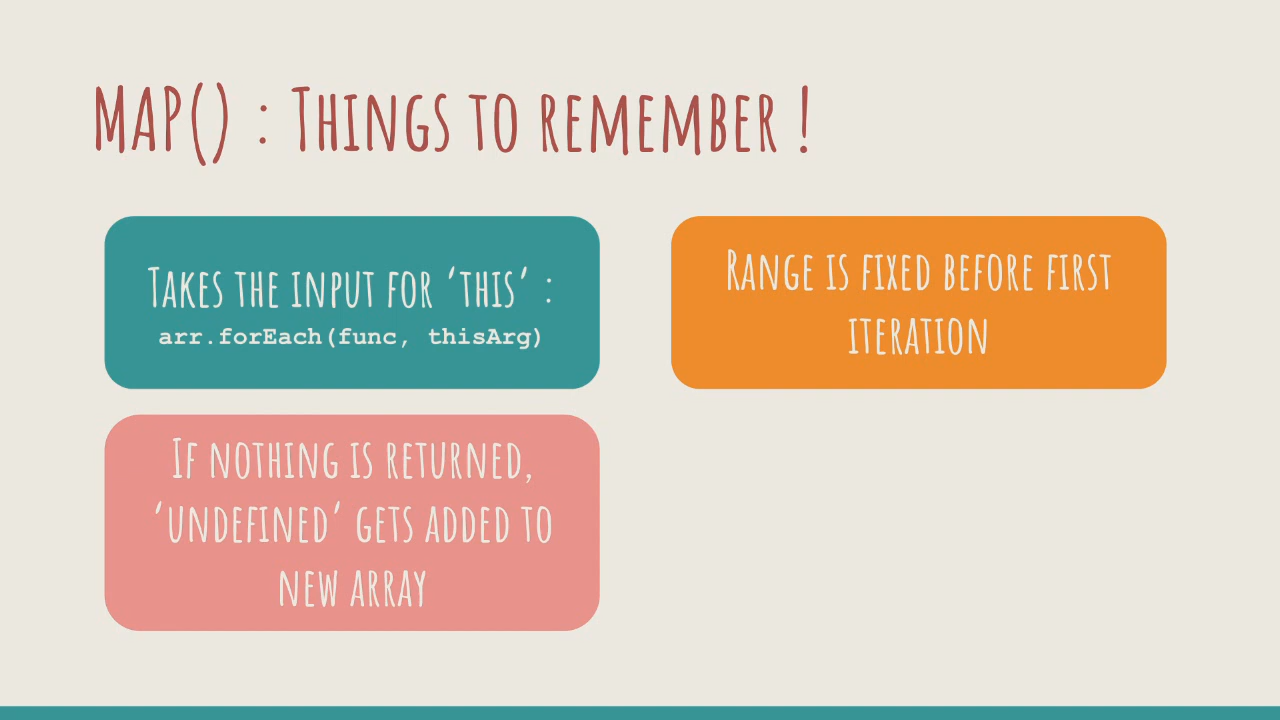 MAP() : Things to remember !
Takes the input for ‘this’ :
arr.forEach(func, thisArg)
Range is fixed before first
iteration
If nothing is returned,
‘undefined’ gets added to
new array